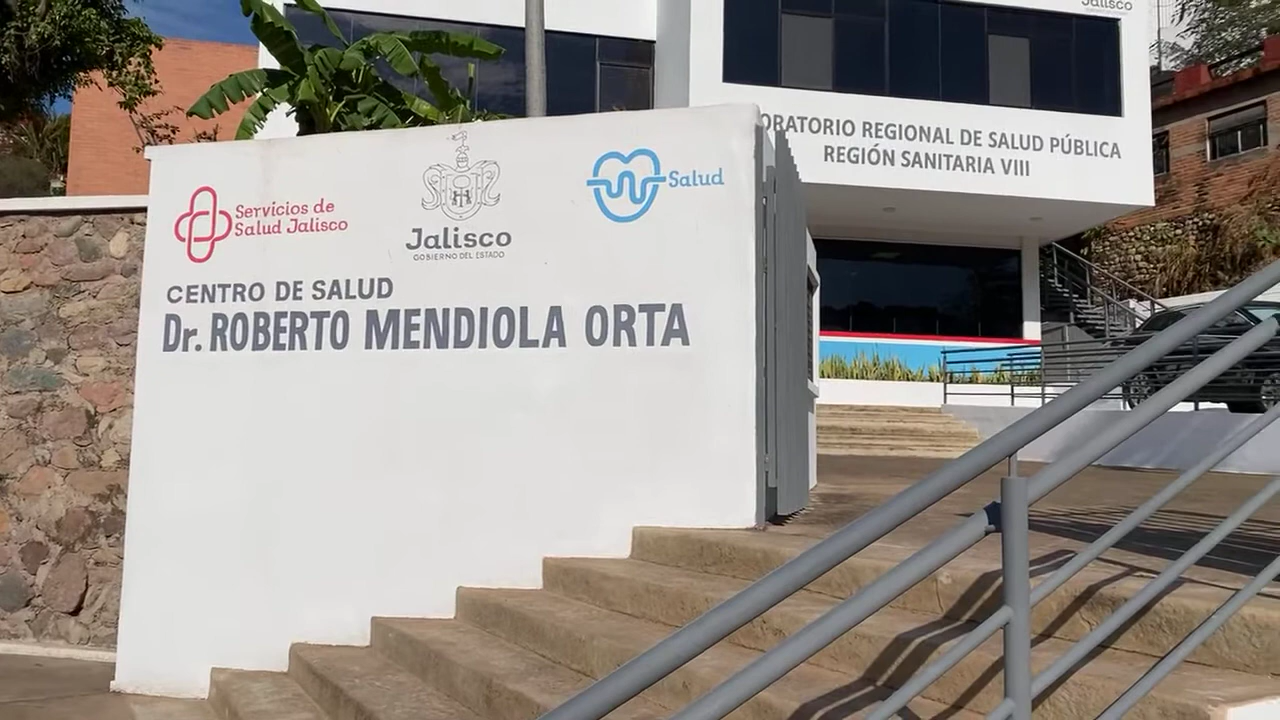 Jalisco
ORATORIO REGIONAL DE SALUD PÚBLICA
REGIÓN SANITARIA VIII
Servicios de
Salud Jalisco
Jalisco
GOBIERNO DEL ESTADO
Salud
CENTRO DE SALUD
Dr. ROBERTO MENDIOLA ORTA